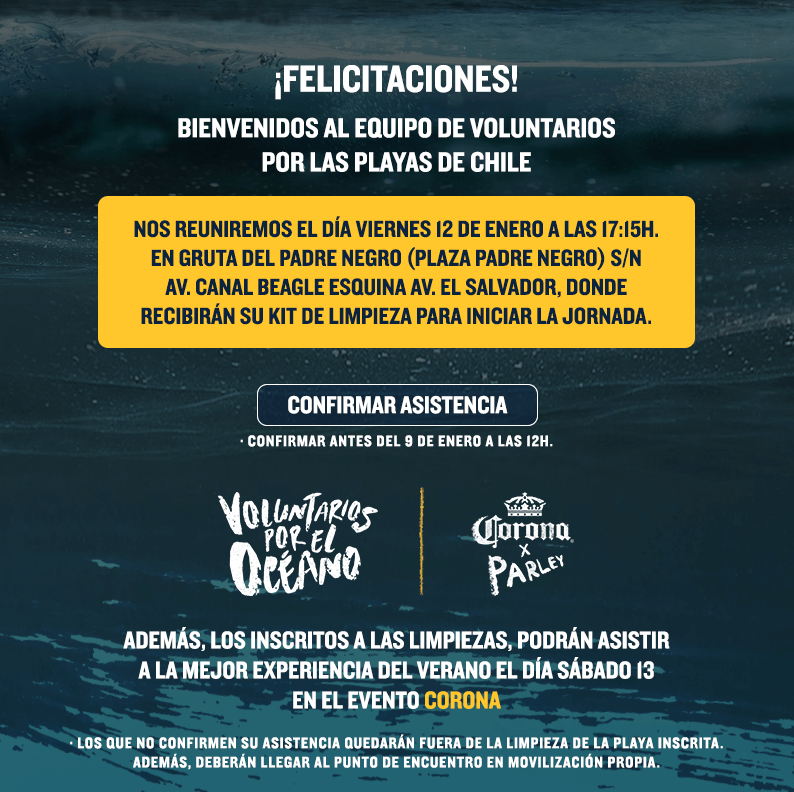 ¡FELICITACIONES!
BIENVENIDOS AL EQUIPO DE VOLUNTARIOS
POR LAS PLAYAS DE CHILE
NOS REUNIREMOS EL DÍA VIERNES 12 DE ENERO A LAS 17:15H.
EN GRUTA DEL PADRE NEGRO (PLAZA PADRE NEGRO) S/N
AV. CANAL BEAGLE ESQUINA AV. EL SALVADOR, DONDE
RECIBIRÁN SU KIT DE LIMPIEZA PARA INICIAR LA JORNADA.
CONFIRMAR ASISTENCIA
· CONFIRMAR ANTES DEL 9 DE ENERO A LAS 12H.
VOLUNTARIOS
POR EL
OCÉANO
Corona
X
PARLEY
ADEMÁS, LOS INSCRITOS A LAS LIMPIEZAS, PODRÁN ASISTIR
A LA MEJOR EXPERIENCIA DEL VERANO EL DÍA SÁBADO 13
EN EL EVENTO CORONA
· LOS QUE NO CONFIRMEN SU ASISTENCIA QUEDARÁN FUERA DE LA LIMPIEZA DE LA PLAYA INSCRITA.
ADEMÁS, DEBERÁN LLEGAR AL PUNTO DE ENCUENTRO EN MOVILIZACIÓN PROPIA.